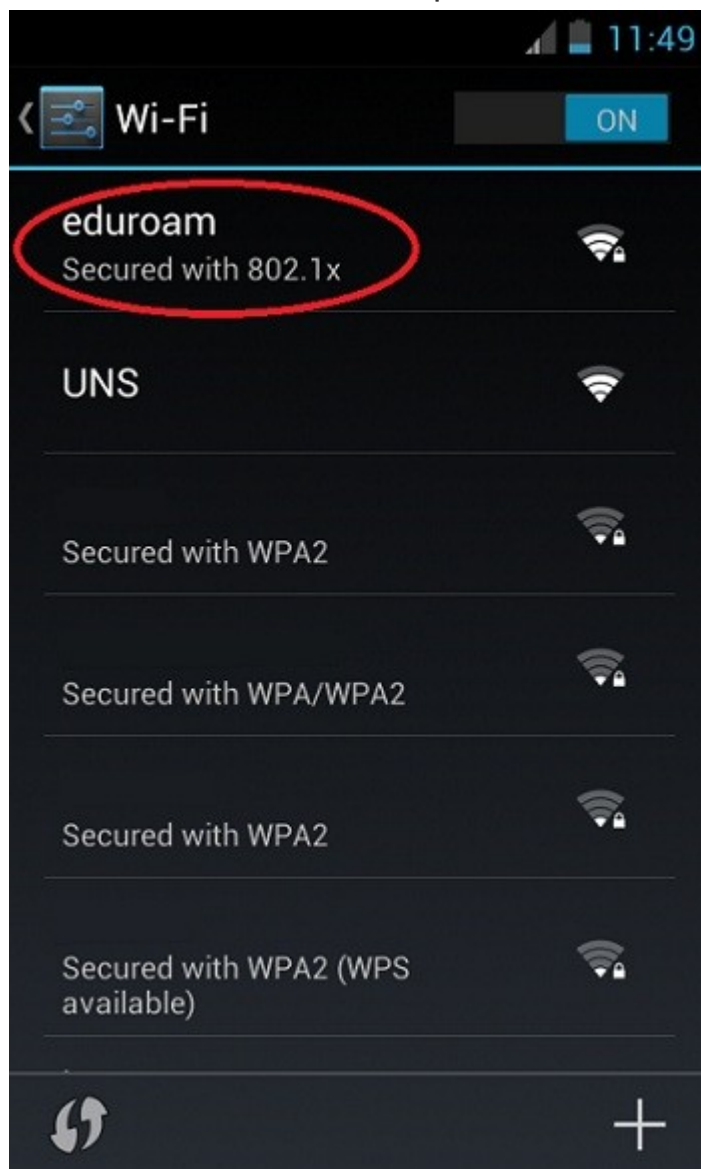 11:49
Wi-Fi
ON
eduroam
Secured with 802.1x
UNS
Secured with WPA2
Secured with WPA/WPA2
Secured with WPA2
Secured with WPA2 (WPS
available)